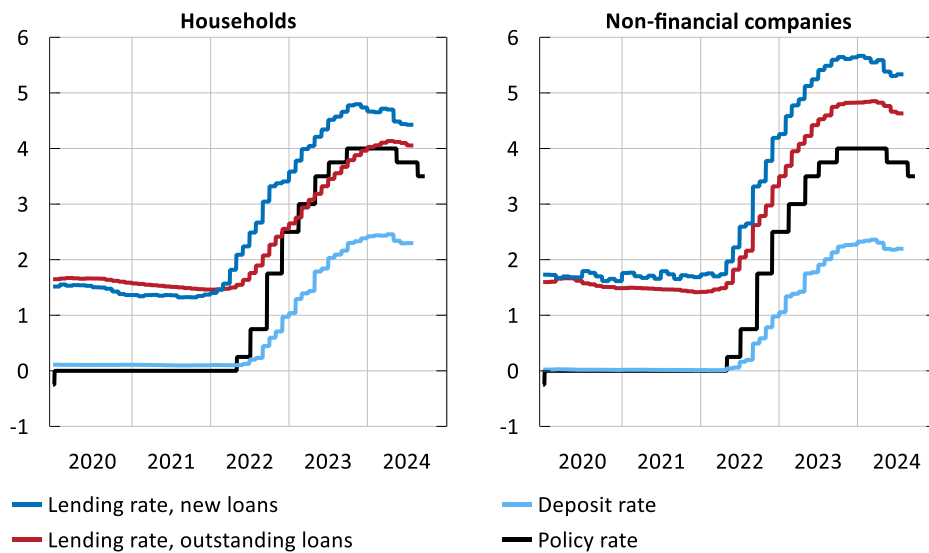 Households
Non-financial companies
6
5
4
3
2
1
0
-1
2020 2021 2022 2023 2024
6
5
4
3
2
1
0
-1
2020 2021 2022 2023 2024
Lending rate, new loans
Lending rate, outstanding loans
Deposit rate
Policy rate